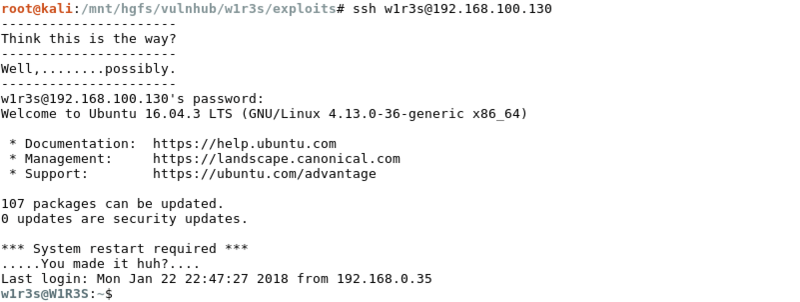 root@kali:/mnt/hgfs/vulnhub/w1r3s/exploits# ssh w1r3s@192.168.100.130
----------------------
Think this is the way?
----------------------
Well,........possibly.
----------------------
w1r3s@192.168.100.130's password:
Welcome to Ubuntu 16.04.3 LTS (GNU/Linux 4.13.0-36-generic x86_64)

 * Documentation:  https://help.ubuntu.com
 * Management:     https://landscape.canonical.com
 * Support:        https://ubuntu.com/advantage

107 packages can be updated.
0 updates are security updates.

*** System restart required ***
.....You made it huh?....
Last login: Mon Jan 22 22:47:27 2018 from 192.168.0.35
w1r3s@W1R3S:~$